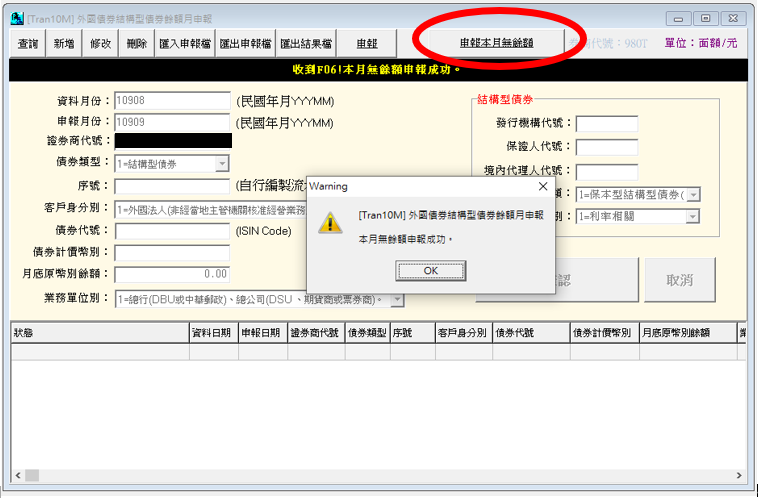 [Tran10M] 外國債券結構型債券餘額月申報
查詢 新增 修改 刪除 匯入申報檔 匯出申報檔 匯出結果檔 申報 申報本月無餘額 代號：980T 單位：面額/元
收到F06!本月無餘額申報成功。
資料月份： 10908 (民國年月YYYMM)
申報月份： 10909 (民國年月YYYMM)
證券商代號：
債券類型： 1=結構型債券
序號： (自行編製流
客戶身分別： 1=外國法人(非經當地主管機關核准經營業務
債券代號： (ISIN Code)
債券計價幣別：
月底原幣別餘額： 0.00
業務單位別： 1=總行(DBU或中華郵政)、總公司(DSU、期貨商或票券商)。
結構型債券
發行機構代號：
保證人代號：
境內代理人代號：
類： 1=保本型結構型債券(
別： 1=利率相關
Warning
[Tran10M] 外國債券結構型債券餘額月申報
本月無餘額申報成功。
OK
認 取消
狀態 資料日期 申報日期 證券商代號 債券類型 序號 客戶身分別 債券代號 債券計價幣別 月底原幣別餘額 業